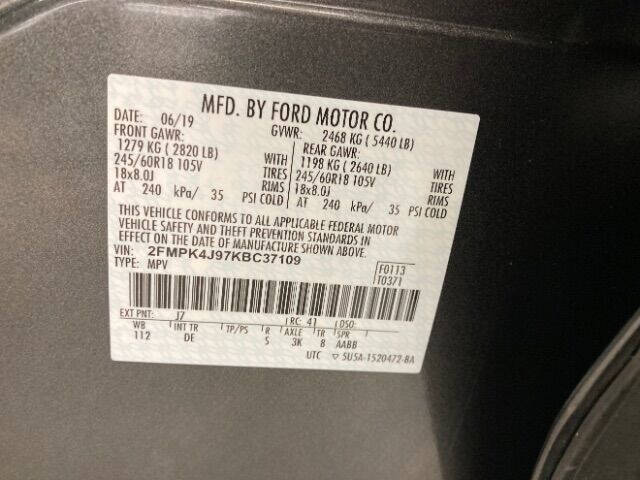 MFD. BY FORD MOTOR CO.
DATE: 06/19 GVWR: 2468 KG ( 5440 LB)
FRONT GAWR: REAR GAWR:
1279 KG ( 2820 LB) WITH 1198 KG ( 2640 LB) WITH
245/60R18 105V TIRES 245/60R18 105V TIRES
18x8.0J RIMS 18x8.0J RIMS
AT 240 kPa/ 35 PSI COLD AT 240 kPa/ 35 PSI COLD
THIS VEHICLE CONFORMS TO ALL APPLICABLE FEDERAL MOTOR
VEHICLE SAFETY AND THEFT PREVENTION STANDARDS IN
EFFECT ON THE DATE OF MANUFACTURE SHOWN ABOVE.
VIN: 2FMPK4J97KBC37109 F0113
TYPE: MPV T0371
EXT PNT: J7 RC: 41 DSO:
WB INT TR TP/PS R AXLE TR SPR
112 DE 5 3K 8 AABB
UTC ▽ 5U5A-1520472-BA